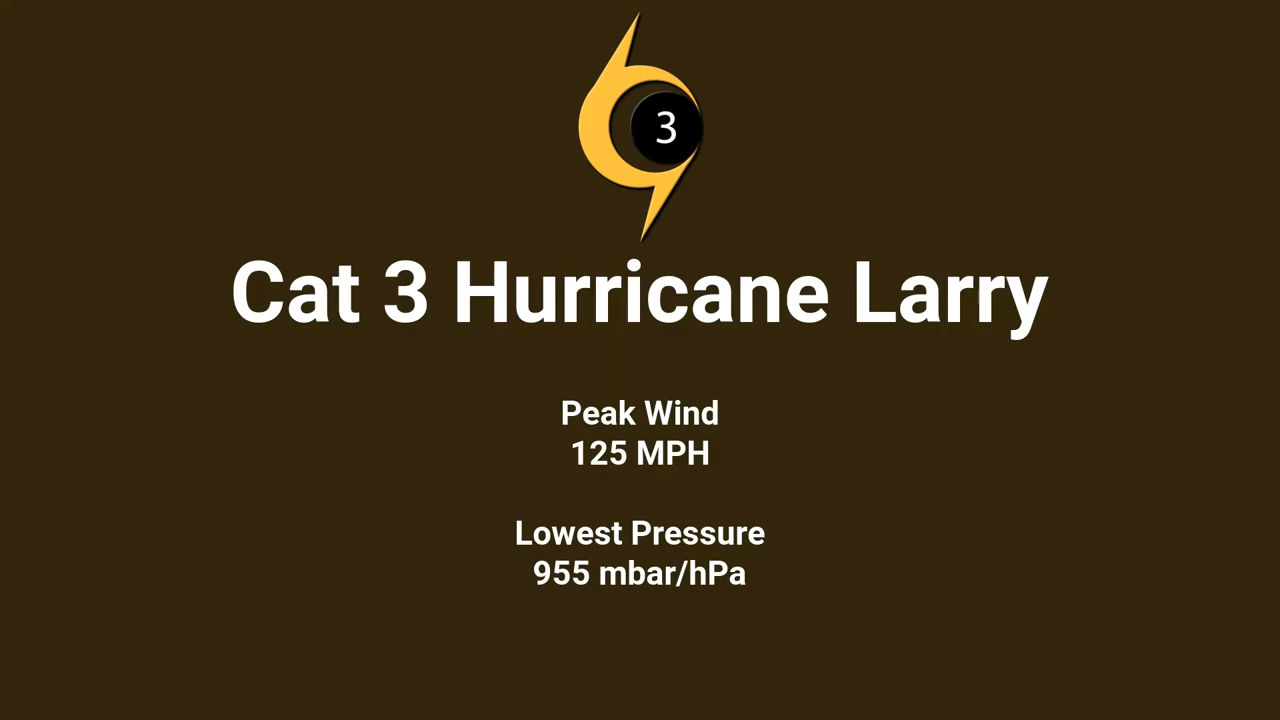 3
Cat 3 Hurricane Larry
Peak Wind
125 MPH
Lowest Pressure
955 mbar/hPa